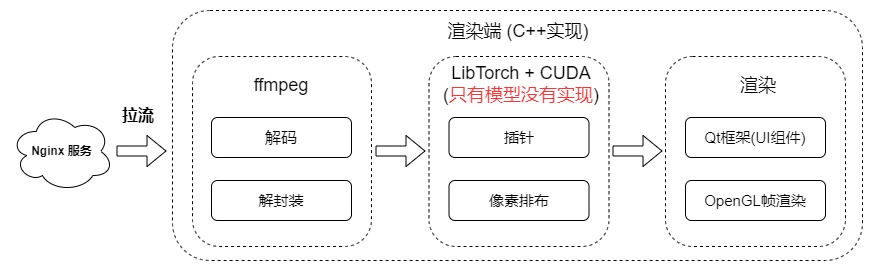 渲染端 (C++实现)
拉流
Nginx 服务
ffmpeg
解码
解封装
LibTorch + CUDA
(只有模型没有实现)
插针
像素排布
渲染
Qt框架(UI组件)
OpenGL帧渲染